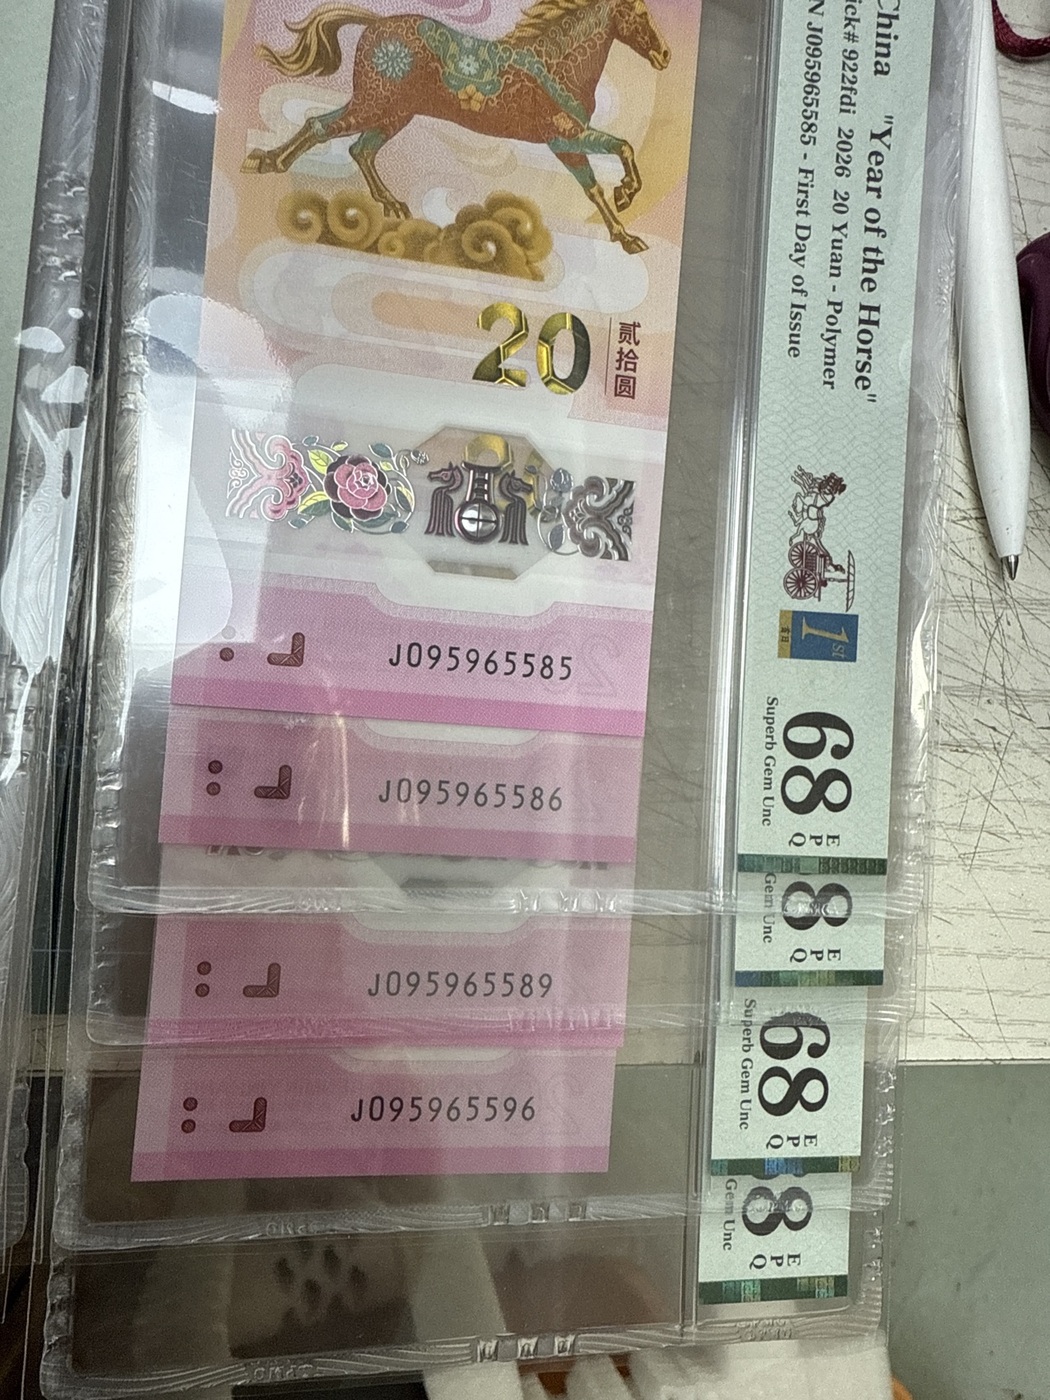 China "Year of the Horse"
ick# 922fdi 2026 20 Yuan - Polymer
N J095965585 - First Day of Issue
1st
68
EPQ
Superb Gem Unc
20
贰拾圆
J095965585
J095965586
8
EPQ
Gem Unc
J095965589
68
EPQ
Superb Gem Unc
J095965596
8
EPQ
Gem Unc